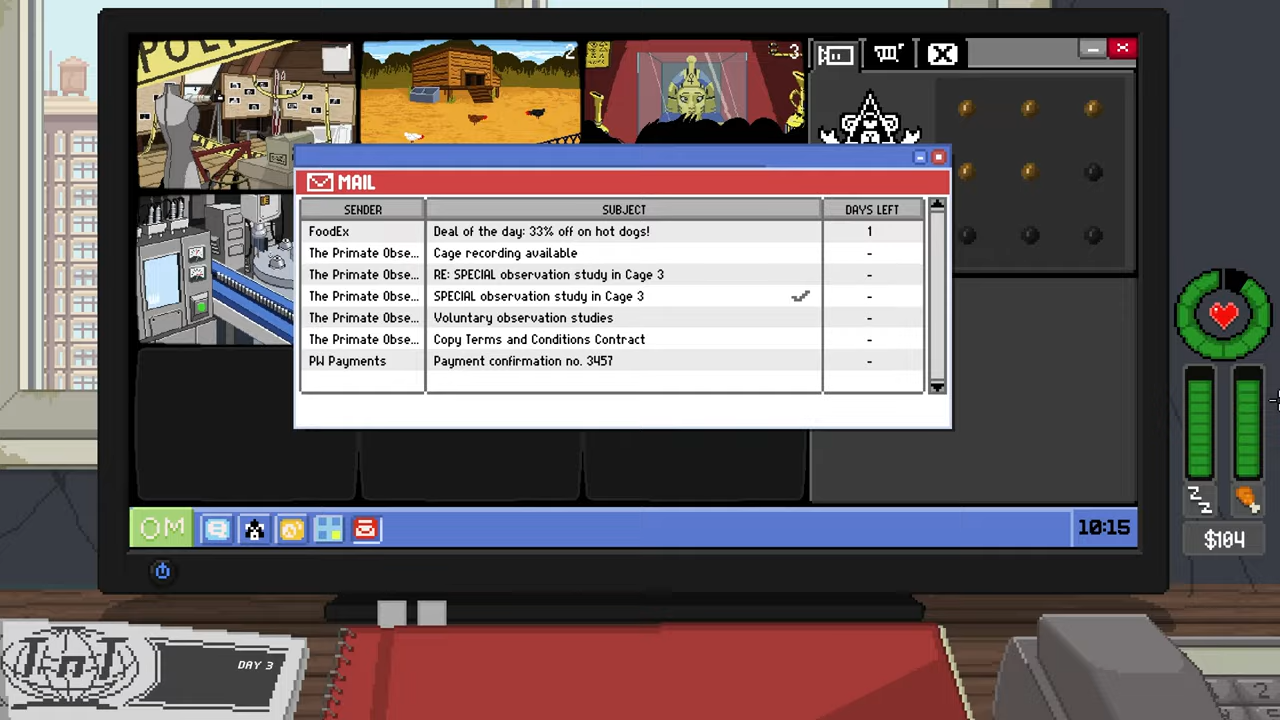 POLI
2
3
MAIL
SENDER SUBJECT DAYS LEFT
FoodEx Deal of the day: 33% off on hot dogs! 1
The Primate Obse... Cage recording available -
The Primate Obse... RE: SPECIAL observation study in Cage 3 -
The Primate Obse... SPECIAL observation study in Cage 3 -
The Primate Obse... Voluntary observation studies -
The Primate Obse... Copy Terms and Conditions Contract -
PW Payments Payment confirmation no. 3457 -
OM
10:15
$104
TnT
DAY 3
2